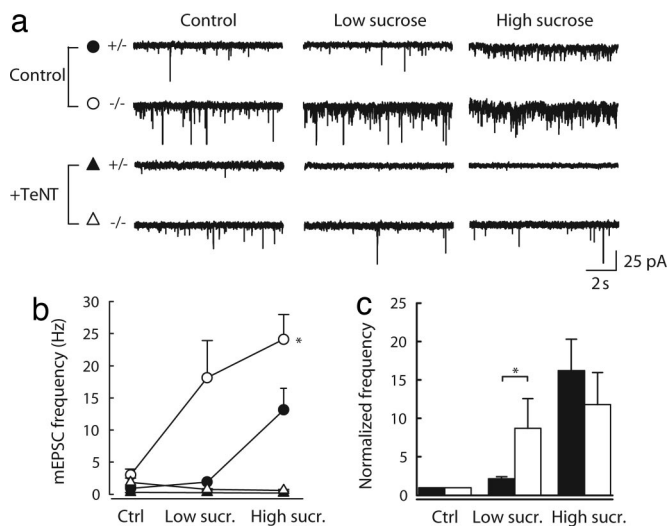 a
Control Low sucrose High sucrose
Control
+/-
-/-
+TeNT
+/-
-/-
25 pA
2 s
b
mEPSC frequency (Hz)
30
25
20
15
10
5
0
Ctrl Low sucr. High sucr.
*
c
Normalized frequency
25
20
15
10
5
0
*
Ctrl Low sucr. High sucr.